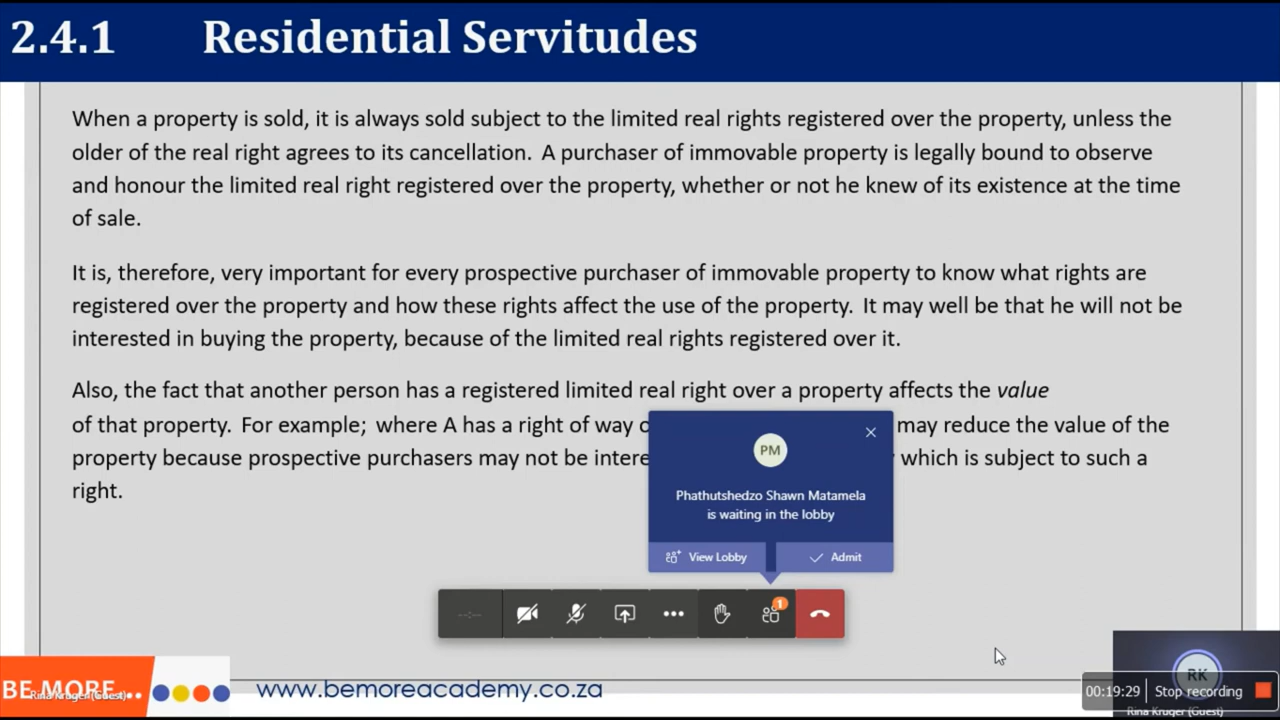 2.4.1 Residential Servitudes
When a property is sold, it is always sold subject to the limited real rights registered over the property, unless the
older of the real right agrees to its cancellation. A purchaser of immovable property is legally bound to observe
and honour the limited real right registered over the property, whether or not he knew of its existence at the time
of sale.
It is, therefore, very important for every prospective purchaser of immovable property to know what rights are
registered over the property and how these rights affect the use of the property. It may well be that he will not be
interested in buying the property, because of the limited real rights registered over it.
Also, the fact that another person has a registered limited real right over a property affects the value
of that property. For example; where A has a right of way may reduce the value of the
property because prospective purchasers may not be which is subject to such a
right.
PM
Phathutshedzo Shawn Matamela
is waiting in the lobby
View Lobby
Admit
--:--
1
BE MORE...
Rina Kruger (Guest)
www.bemoreacademy.co.za
RK
00:19:29 Stop recording
Rina Kruger (Guest)